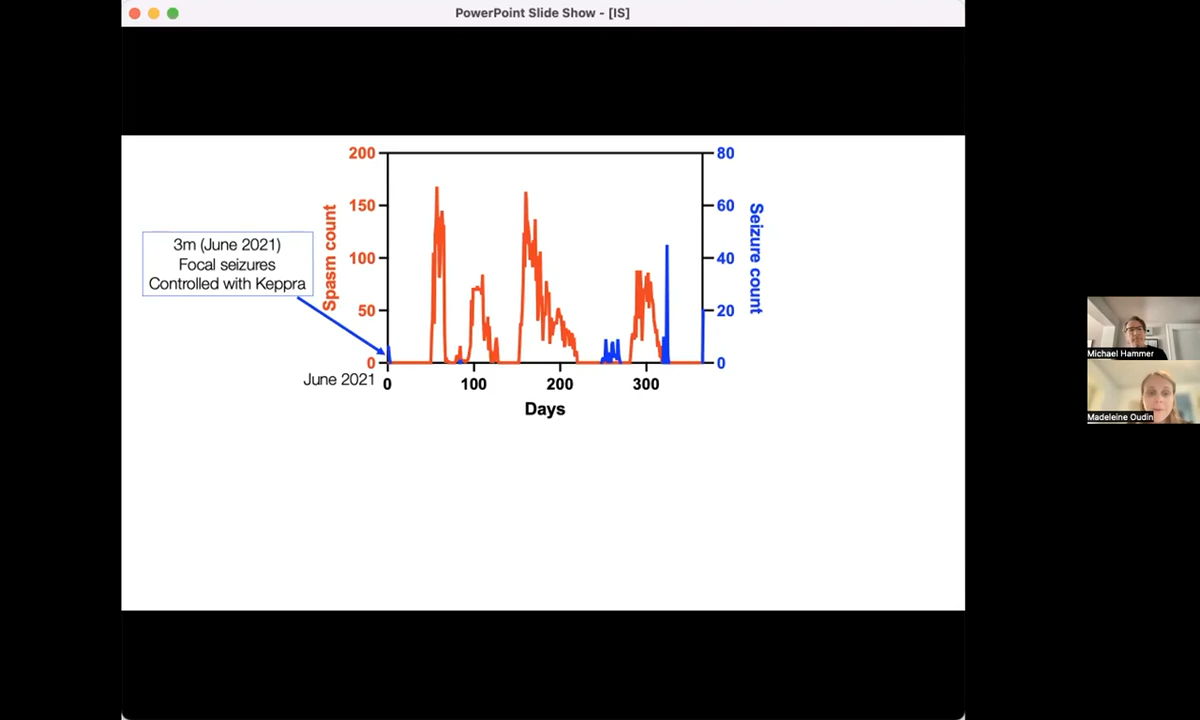 PowerPoint Slide Show - [IS]
3m (June 2021)
Focal seizures
Controlled with Keppra
Spasm count
200
150
100
50
0
80
60
40
20
0
Seizure count
June 2021
0 100 200 300
Days
Michael Hammer
Madeleine Oudin